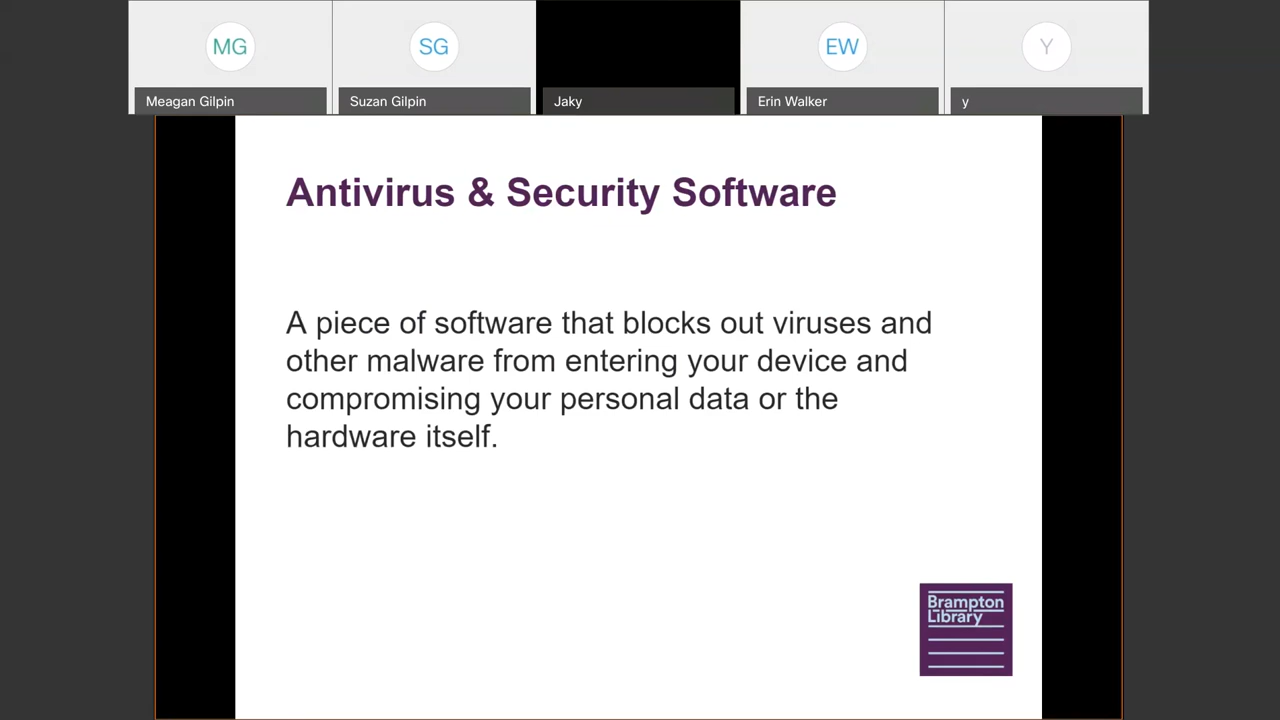 MG
SG
EW
Y
Meagan Gilpin
Suzan Gilpin
Jaky
Erin Walker
y
Antivirus & Security Software
A piece of software that blocks out viruses and
other malware from entering your device and
compromising your personal data or the
hardware itself.
Brampton
Library